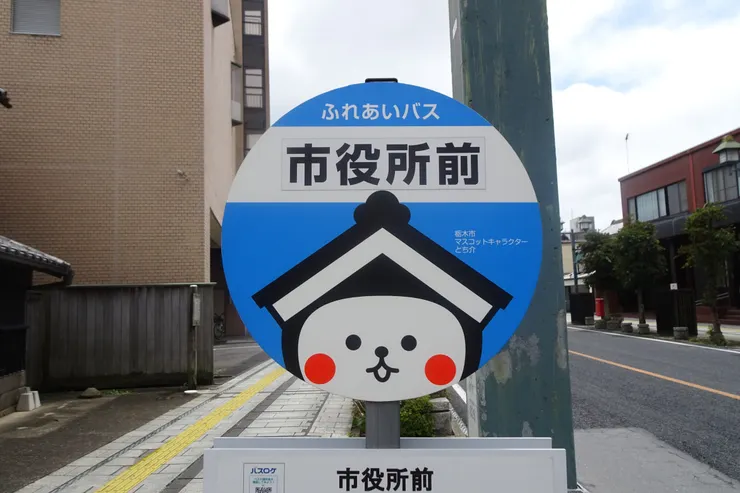 ふれあいバス
市役所前
栃木市
マスコットキャラクター
とち介
バスログ
市役所前